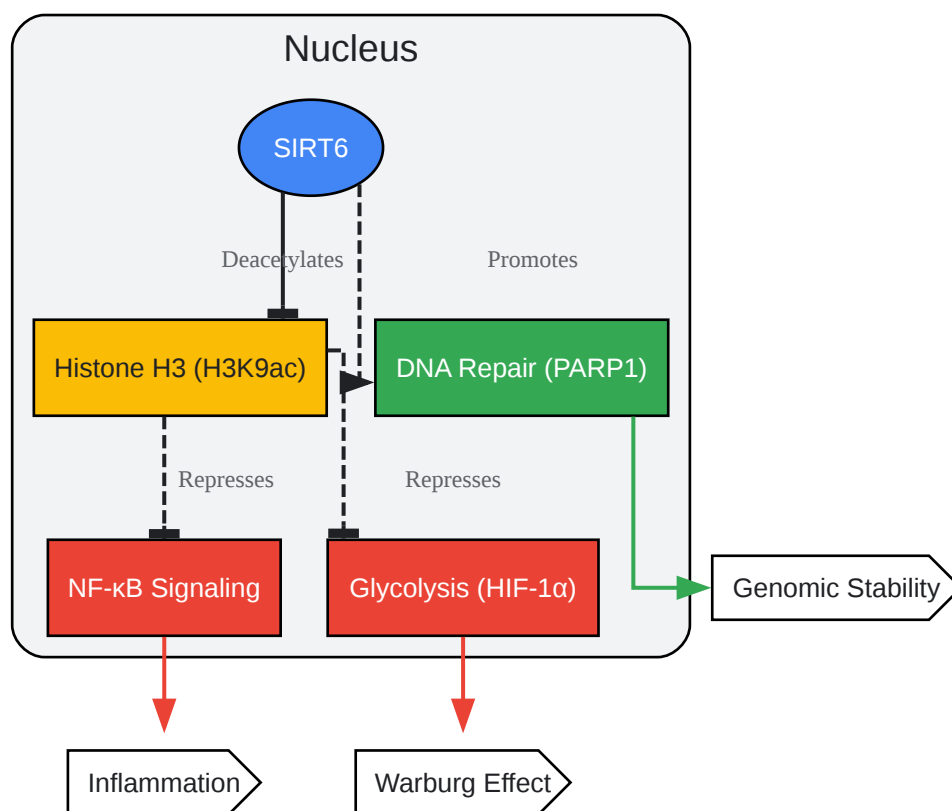 Nucleus
SIRT6
Deacetylates
Promotes
Histone H3 (H3K9ac)
DNA Repair (PARP1)
Represses
Represses
NF-κB Signaling
Glycolysis (HIF-1α)
Genomic Stability
Inflammation
Warburg Effect